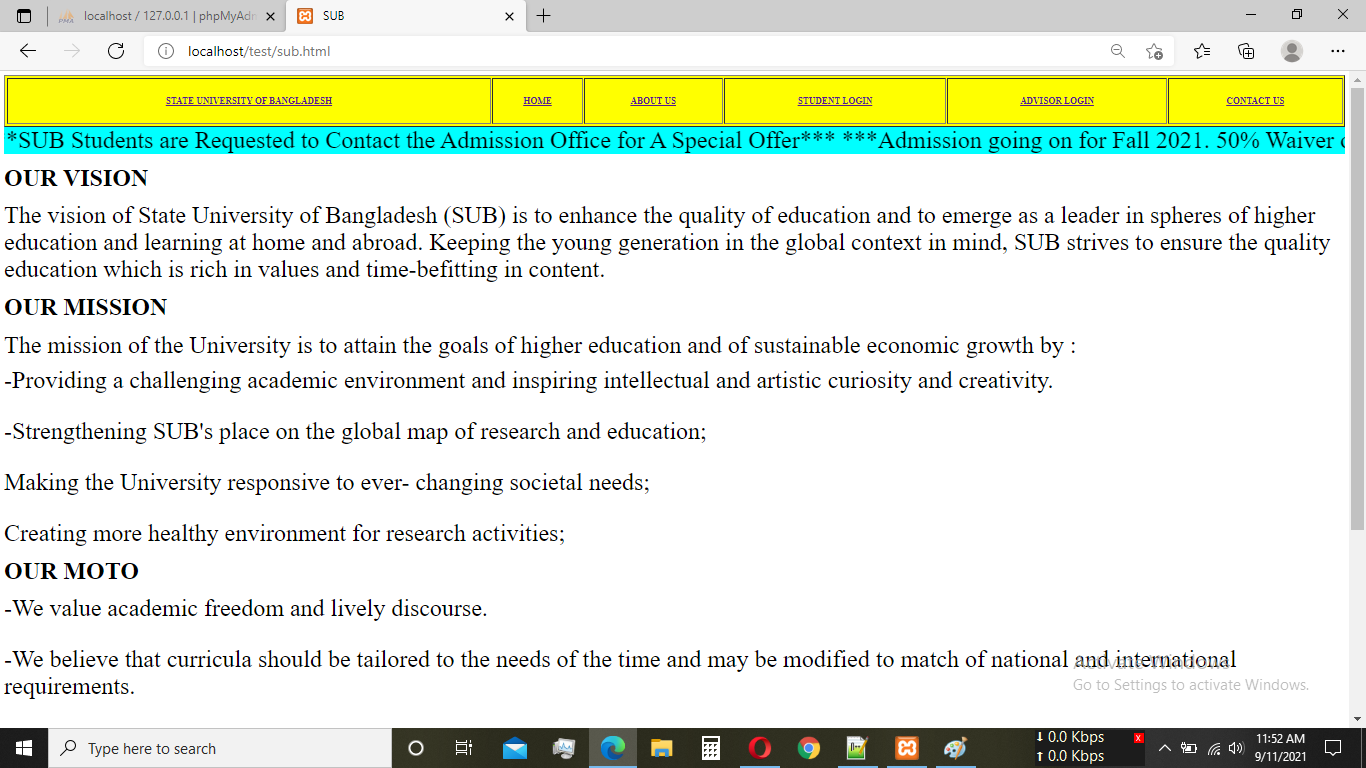 localhost / 127.0.0.1 | phpMyAdn
SUB
localhost/test/sub.html
STATE UNIVERSITY OF BANGLADESH HOME ABOUT US STUDENT LOGIN ADVISOR LOGIN CONTACT US
*SUB Students are Requested to Contact the Admission Office for A Special Offer*** ***Admission going on for Fall 2021. 50% Waiver
OUR VISION
The vision of State University of Bangladesh (SUB) is to enhance the quality of education and to emerge as a leader in spheres of higher
education and learning at home and abroad. Keeping the young generation in the global context in mind, SUB strives to ensure the quality
education which is rich in values and time-befitting in content.
OUR MISSION
The mission of the University is to attain the goals of higher education and of sustainable economic growth by :
-Providing a challenging academic environment and inspiring intellectual and artistic curiosity and creativity.
-Strengthening SUB's place on the global map of research and education;
Making the University responsive to ever- changing societal needs;
Creating more healthy environment for research activities;
OUR MOTO
-We value academic freedom and lively discourse.
-We believe that curricula should be tailored to the needs of the time and may be modified to match of national and international
requirements.
Activate Windows
Go to Settings to activate Windows.
Type here to search
0.0 Kbps
0.0 Kbps
11:52 AM
9/11/2021